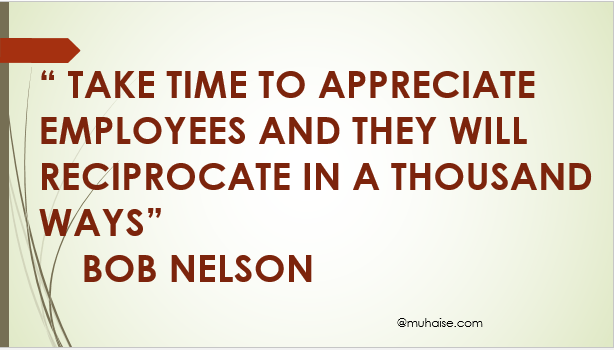 “ TAKE TIME TO APPRECIATE
EMPLOYEES AND THEY WILL
RECIPROCATE IN A THOUSAND
WAYS”
BOB NELSON
@muhaise.com